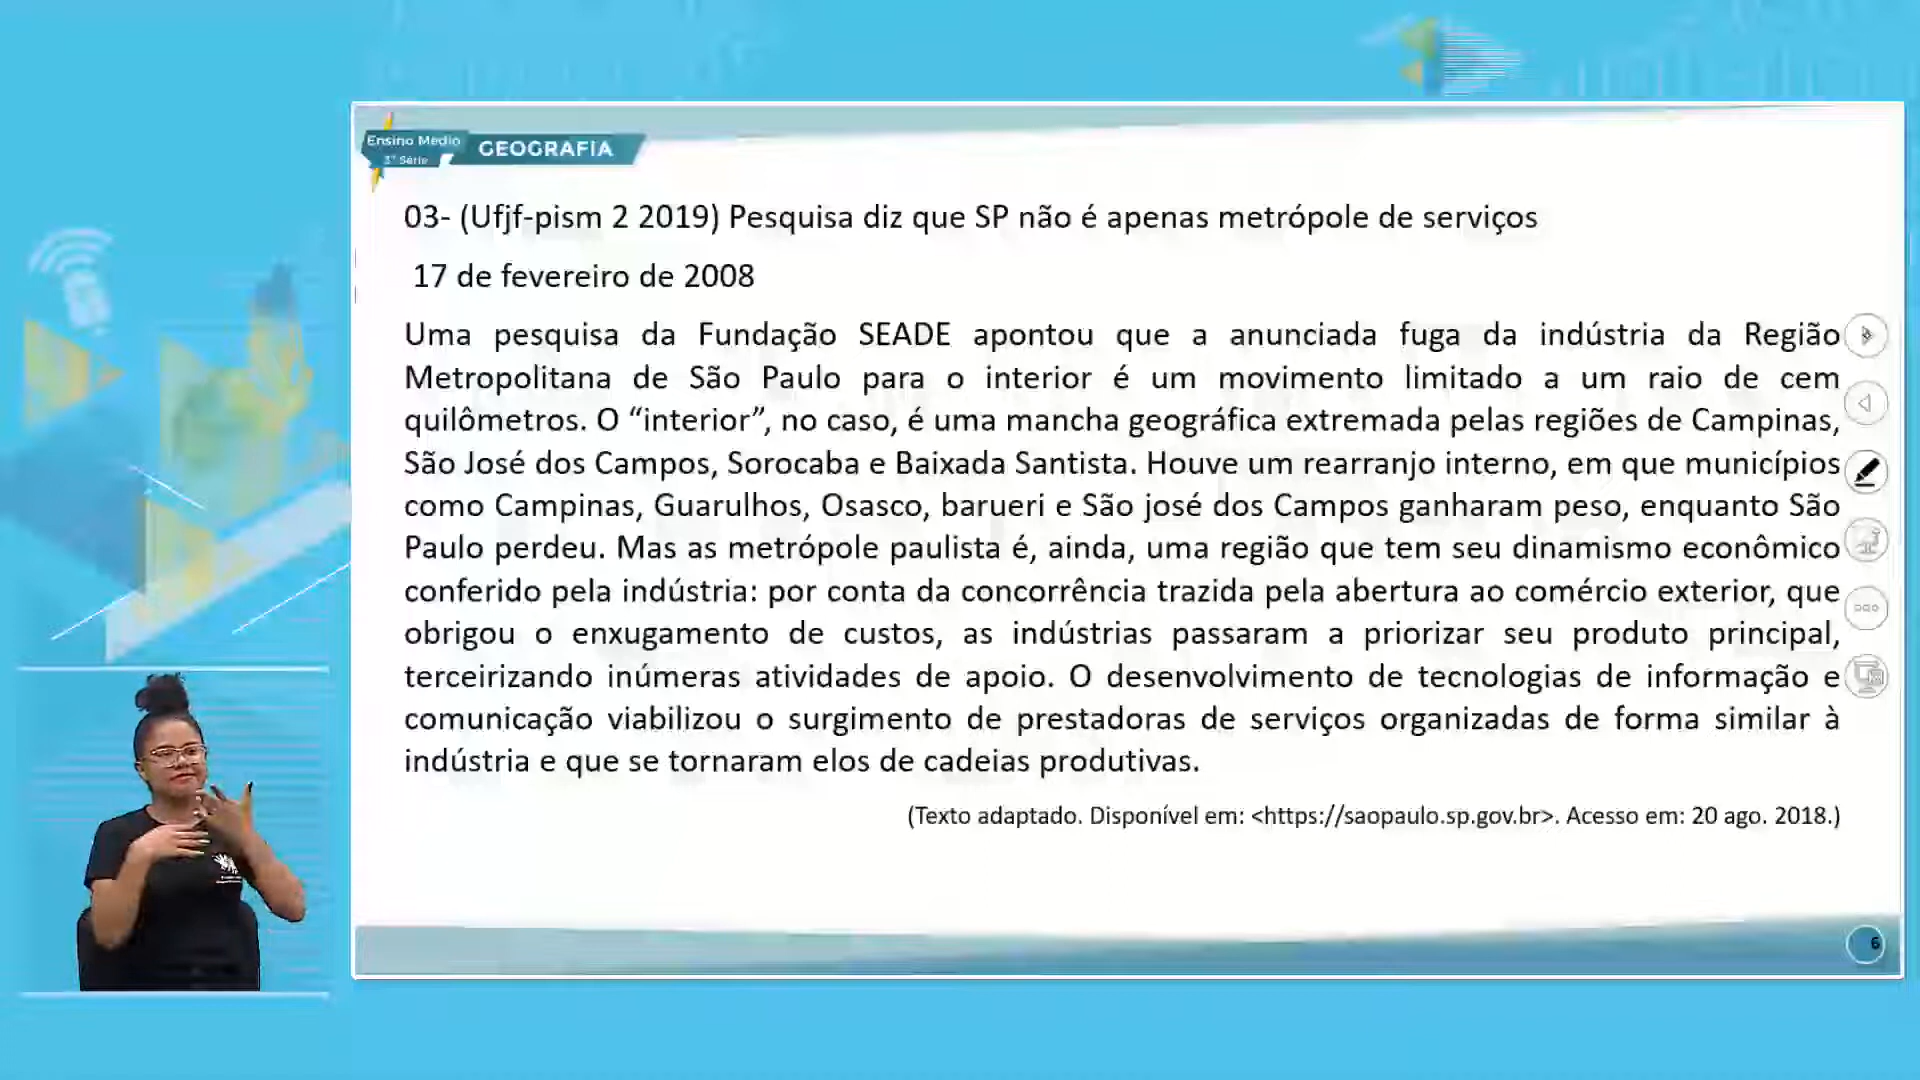 Ensino Médio
3ª Série
GEOGRAFIA
03- (Ufjf-pism 2 2019) Pesquisa diz que SP não é apenas metrópole de serviços
17 de fevereiro de 2008
Uma pesquisa da Fundação SEADE apontou que a anunciada fuga da indústria da Região
Metropolitana de São Paulo para o interior é um movimento limitado a um raio de cem
quilômetros. O “interior”, no caso, é uma mancha geográfica extremada pelas regiões de Campinas,
São José dos Campos, Sorocaba e Baixada Santista. Houve um rearranjo interno, em que municípios
como Campinas, Guarulhos, Osasco, barueri e São josé dos Campos ganharam peso, enquanto São
Paulo perdeu. Mas as metrópole paulista é, ainda, uma região que tem seu dinamismo econômico
conferido pela indústria: por conta da concorrência trazida pela abertura ao comércio exterior, que
obrigou o enxugamento de custos, as indústrias passaram a priorizar seu produto principal,
terceirizando inúmeras atividades de apoio. O desenvolvimento de tecnologias de informação e
comunicação viabilizou o surgimento de prestadoras de serviços organizadas de forma similar à
indústria e que se tornaram elos de cadeias produtivas.
(Texto adaptado. Disponível em: <https://saopaulo.sp.gov.br>. Acesso em: 20 ago. 2018.)
6